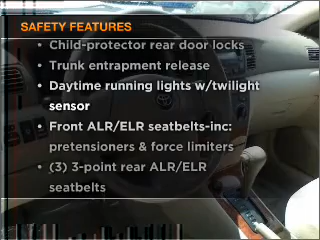 SAFETY FEATURES
• Child-protector rear door locks
• Trunk entrapment release
• Daytime running lights w/twilight
sensor
• Front ALR/ELR seatbelts-inc:
pretensioners & force limiters
• (3) 3-point rear ALR/ELR
seatbelts